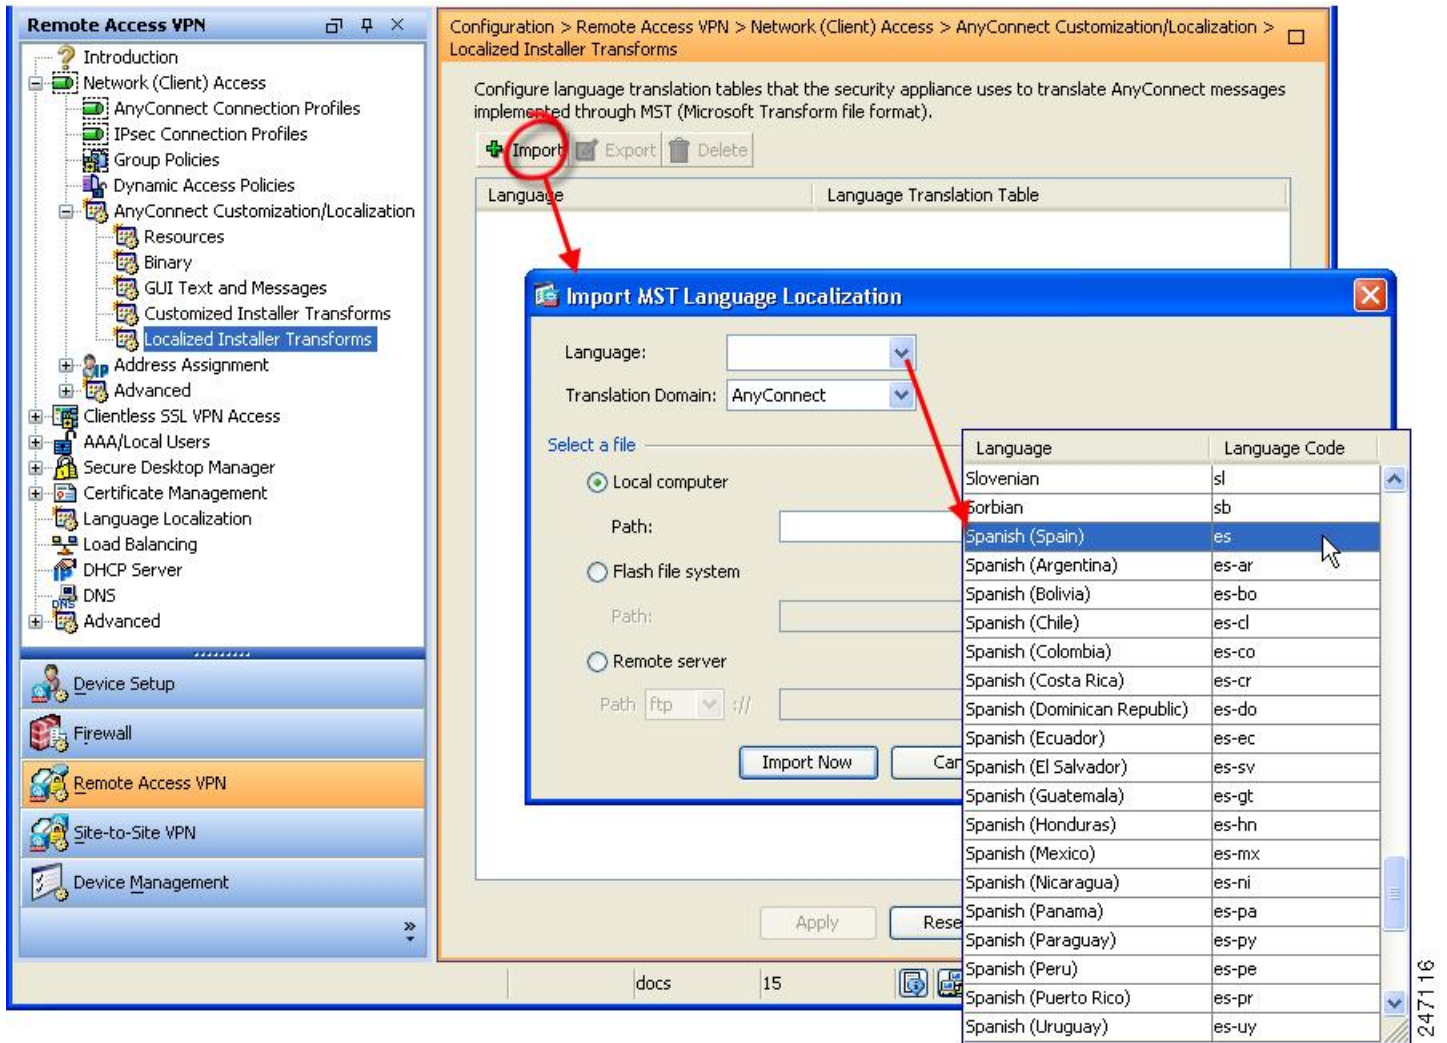 Remote Access VPN
Introduction
Network (Client) Access
AnyConnect Connection Profiles
IPsec Connection Profiles
Group Policies
Dynamic Access Policies
AnyConnect Customization/Localization
Resources
Binary
GUI Text and Messages
Customized Installer Transforms
Localized Installer Transforms
Address Assignment
Advanced
Clientless SSL VPN Access
AAA/Local Users
Secure Desktop Manager
Certificate Management
Language Localization
Load Balancing
DHCP Server
DNS
Advanced
Device Setup
Firewall
Remote Access VPN
Site-to-Site VPN
Device Management
Configuration > Remote Access VPN > Network (Client) Access > AnyConnect Customization/Localization >
Localized Installer Transforms
Configure language translation tables that the security appliance uses to translate AnyConnect messages
implemented through MST (Microsoft Transform file format).
Import Export Delete
Language Language Translation Table
Import MST Language Localization
Language:
Translation Domain: AnyConnect
Select a file
Local computer
Path:
Flash file system
Path:
Remote server
Path ftp ://
Import Now Can
Apply Rese
docs 15
Language Language Code
Slovenian sl
Sorbian sb
Spanish (Spain) es
Spanish (Argentina) es-ar
Spanish (Bolivia) es-bo
Spanish (Chile) es-cl
Spanish (Colombia) es-co
Spanish (Costa Rica) es-cr
Spanish (Dominican Republic) es-do
Spanish (Ecuador) es-ec
Spanish (El Salvador) es-sv
Spanish (Guatemala) es-gt
Spanish (Honduras) es-hn
Spanish (Mexico) es-mx
Spanish (Nicaragua) es-ni
Spanish (Panama) es-pa
Spanish (Paraguay) es-py
Spanish (Peru) es-pe
Spanish (Puerto Rico) es-pr
Spanish (Uruguay) es-uy
247116